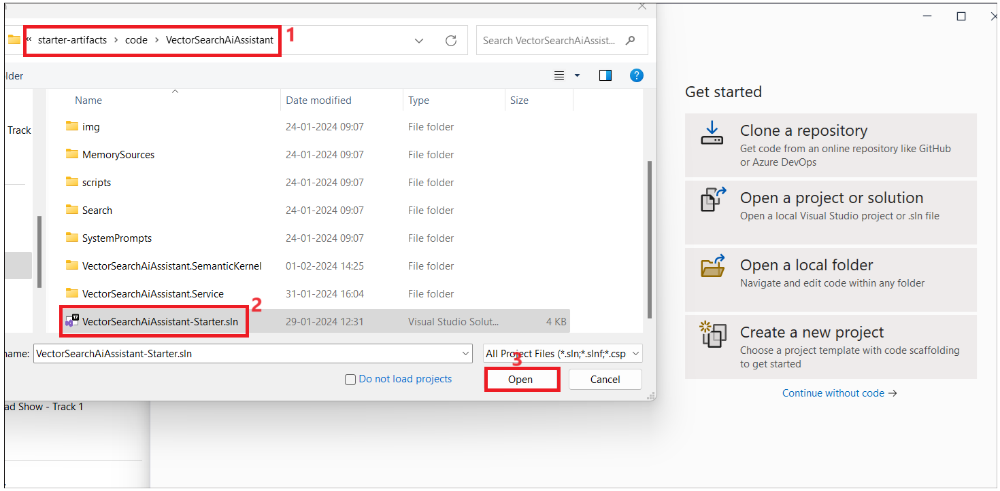 « starter-artifacts > code > VectorSearchAiAssistant
1
Search VectorSearchAiAssist...
lder
?
Name
Date modified
Type
Size
Track
img 24-01-2024 09:07 File folder
MemorySources 24-01-2024 09:07 File folder
scripts 24-01-2024 09:07 File folder
Search 24-01-2024 09:07 File folder
SystemPrompts 24-01-2024 09:07 File folder
VectorSearchAiAssistant.SemanticKernel 01-02-2024 14:25 File folder
VectorSearchAiAssistant.Service 31-01-2024 16:04 File folder
2
17
VectorSearchAiAssistant-Starter.sln 29-01-2024 12:31 Visual Studio Solut... 4 KB
name: VectorSearchAiAssistant-Starter.sln
All Project Files (*.sln;*.slnf;*.csp
3
Do not load projects
Open
Cancel
ad Show - Track 1
Get started
Clone a repository
Get code from an online repository like GitHub
or Azure DevOps
Open a project or solution
Open a local Visual Studio project or .sln file
Open a local folder
Navigate and edit code within any folder
Create a new project
Choose a project template with code scaffolding
to get started
Continue without code →